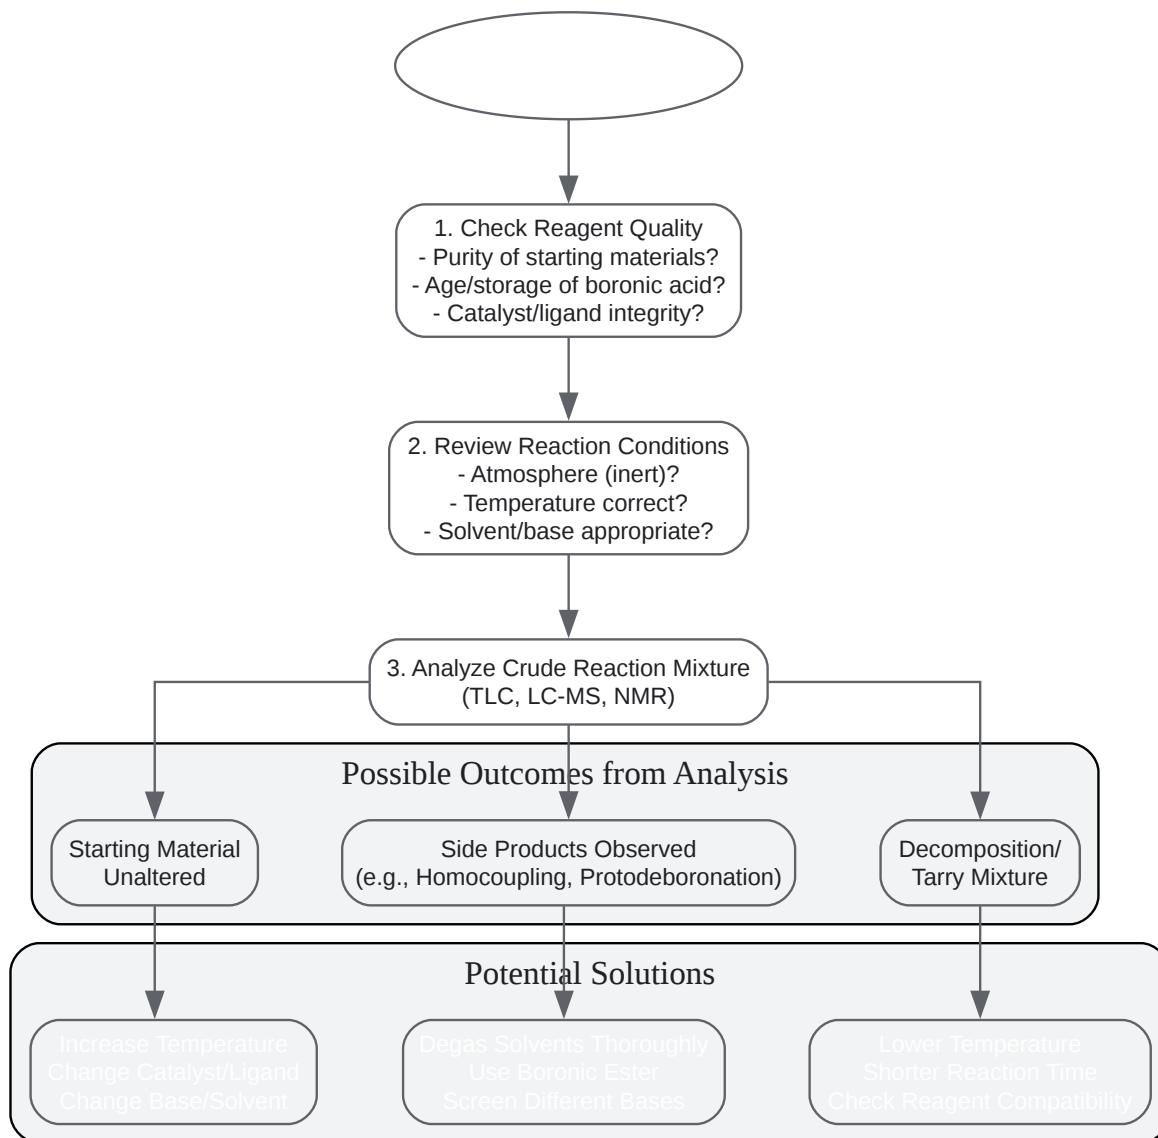 1. Check Reagent Quality
- Purity of starting materials?
- Age/storage of boronic acid?
- Catalyst/ligand integrity?
2. Review Reaction Conditions
- Atmosphere (inert)?
- Temperature correct?
- Solvent/base appropriate?
3. Analyze Crude Reaction Mixture
(TLC, LC-MS, NMR)
Possible Outcomes from Analysis
Starting Material
Unaltered
Side Products Observed
(e.g., Homocoupling, Protodeboronation)
Decomposition/
Tarry Mixture
Potential Solutions
Increase Temperature
Change Catalyst/Ligand
Change Base/Solvent
Degas Solvents Thoroughly
Use Boronic Ester
Screen Different Bases
Lower Temperature
Shorter Reaction Time
Check Reagent Compatibility